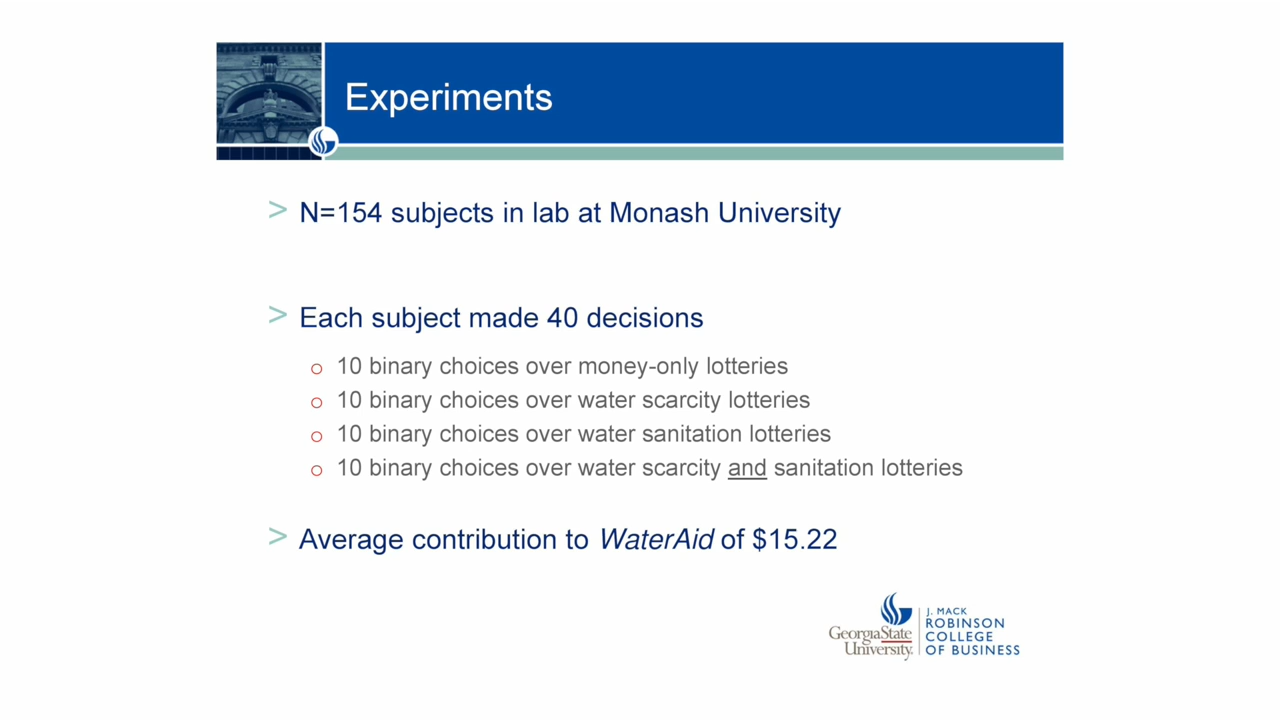 Experiments
> N=154 subjects in lab at Monash University
> Each subject made 40 decisions
o 10 binary choices over money-only lotteries
o 10 binary choices over water scarcity lotteries
o 10 binary choices over water sanitation lotteries
o 10 binary choices over water scarcity and sanitation lotteries
> Average contribution to WaterAid of $15.22
GeorgiaState
University.
J. MACK
ROBINSON
COLLEGE
OF BUSINESS